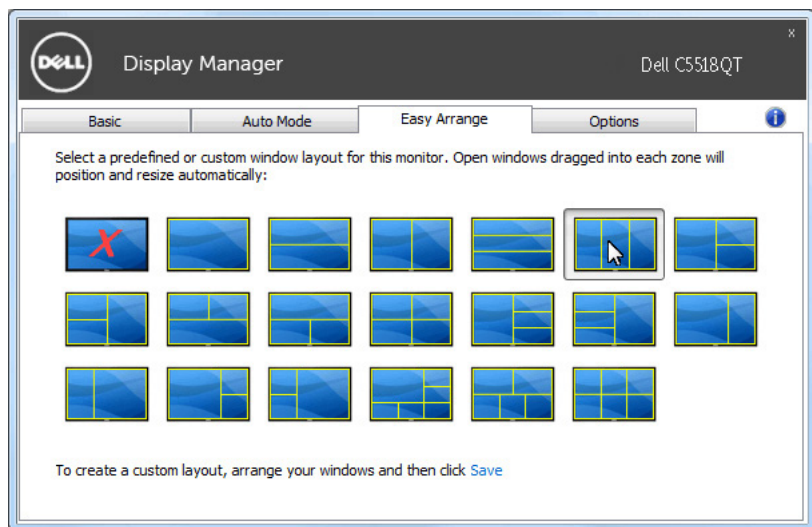 x
DELL
Display Manager
Dell C5518QT
Basic
Auto Mode
Easy Arrange
Options
Select a predefined or custom window layout for this monitor. Open windows dragged into each zone will
position and resize automatically:
X
To create a custom layout, arrange your windows and then click Save